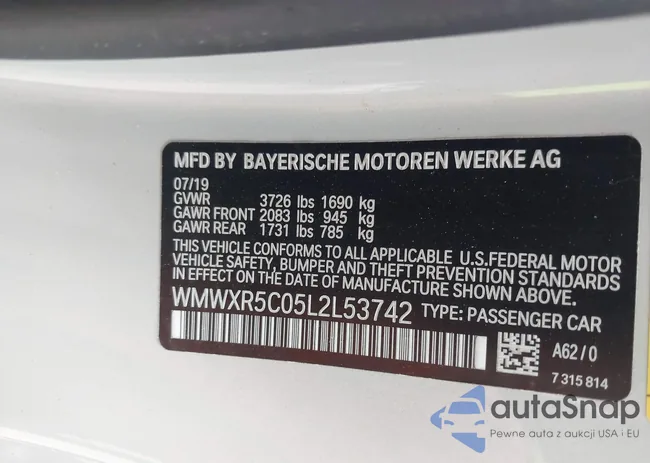 MFD BY BAYERISCHE MOTOREN WERKE AG
07/19
GVWR 3726 lbs 1690 kg
GAWR FRONT 2083 lbs 945 kg
GAWR REAR 1731 lbs 785 kg
THIS VEHICLE CONFORMS TO ALL APPLICABLE U.S.FEDERAL MOTOR
VEHICLE SAFETY, BUMPER AND THEFT PREVENTION STANDARDS
IN EFFECT ON THE DATE OF MANUFACTURE SHOWN ABOVE.
WMWXR5C05L2L53742 TYPE: PASSENGER CAR
A62/0
7 315 814
autaSnap
Pewne auta z aukcji USA i EU